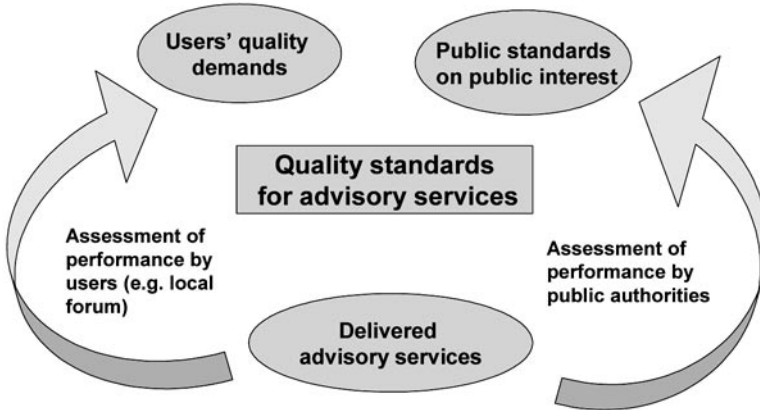 Users’ quality
demands
Public standards
on public interest
Quality standards
for advisory services
Assessment of
performance by
users (e.g. local
forum)
Assessment of
performance by
public authorities
Delivered
advisory services